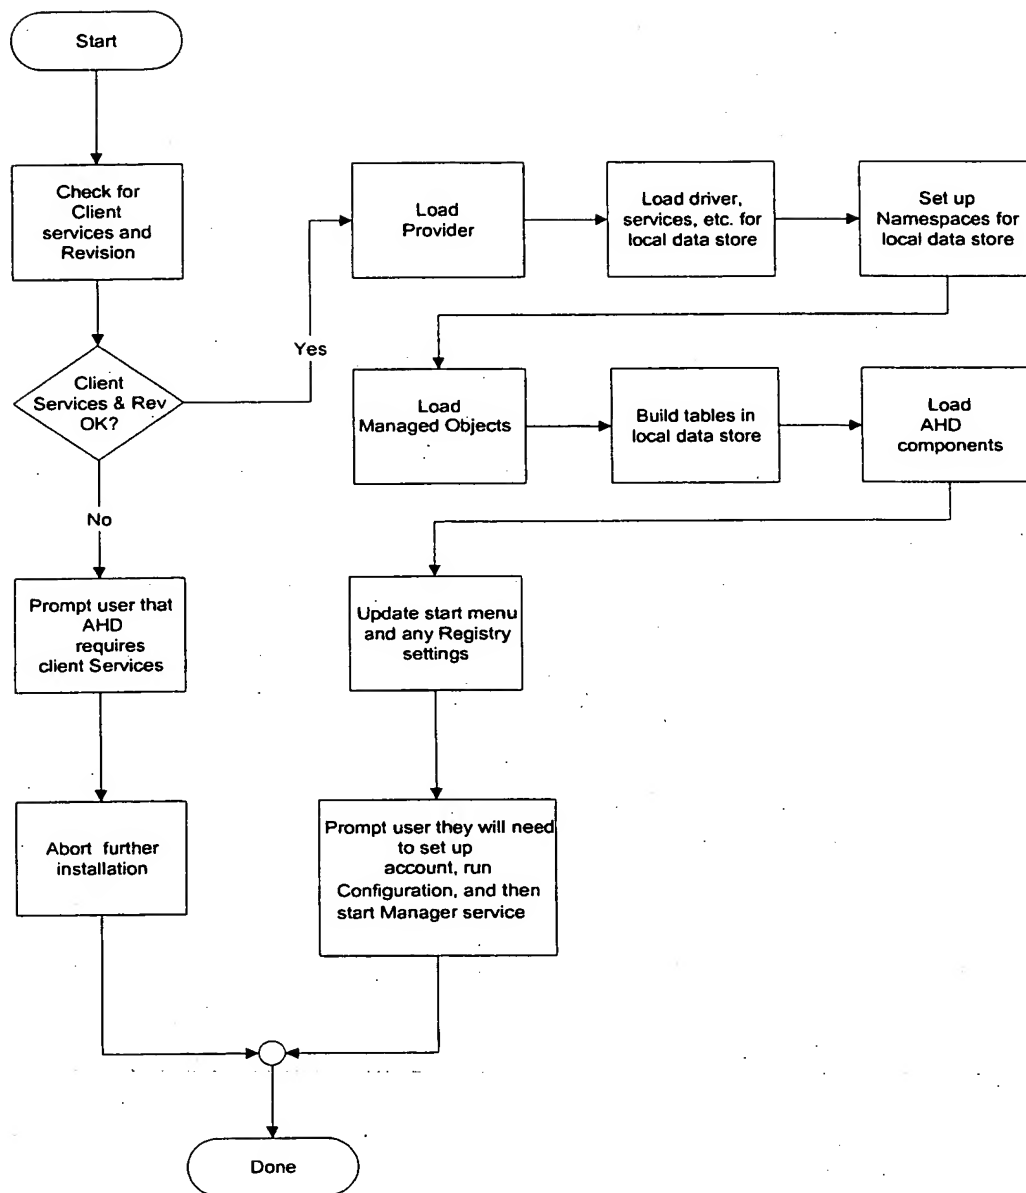 Start
Check for
Client
services and
Revision
Client
Services & Rev
OK?
Yes
No
Load
Provider
Load driver,
services, etc. for
local data store
Set up
Namespaces for
local data store
Load
Managed Objects
Build tables in
local data store
Load
AHD
components
Update start menu
and any Registry
settings
Prompt user they will need
to set up
account, run
Configuration, and then
start Manager service
Prompt user that
AHD
requires
client Services
Abort further
installation
Done